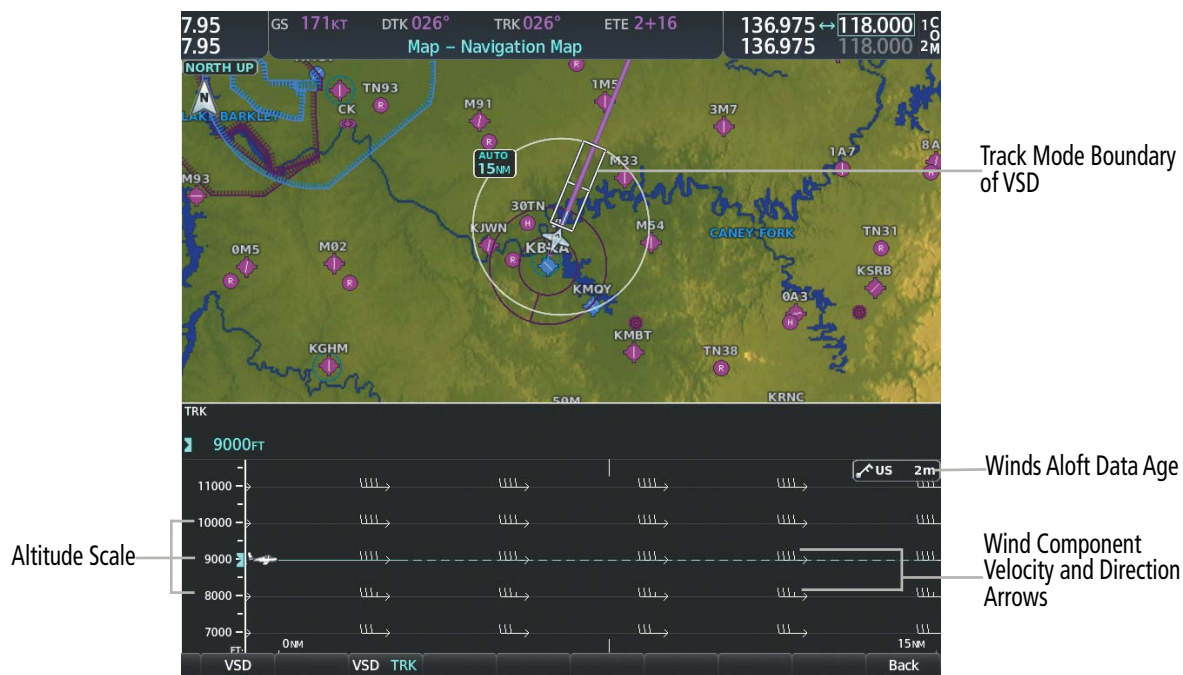 7.95 GS 171KT DTK 026° TRK 026° ETE 2+16 136.975 ↔ 118.000 1 C
7.95 Map – Navigation Map 136.975 118.000 2 O M
NORTH UP
N
TN93
R
1M5
CK
M91
3M7
LAKE BARKLEY
R
1A7
8A
AUTO
15NM
M33
M93
H
Track Mode Boundary
of VSD
30TN
H
KJWN
M54
CANEY FORK
TN31
R
0M5
M02
R
R
R
KSRB
KMQY
0A3
H
KMBT
KGHM
TN38
R
50M
KRNC
TRK
9000FT
US 2m
Winds Aloft Data Age
11000
10000
9000
8000
7000
Altitude Scale
Wind Component
Velocity and Direction
Arrows
FT
0NM
15NM
VSD
VSD TRK
Back